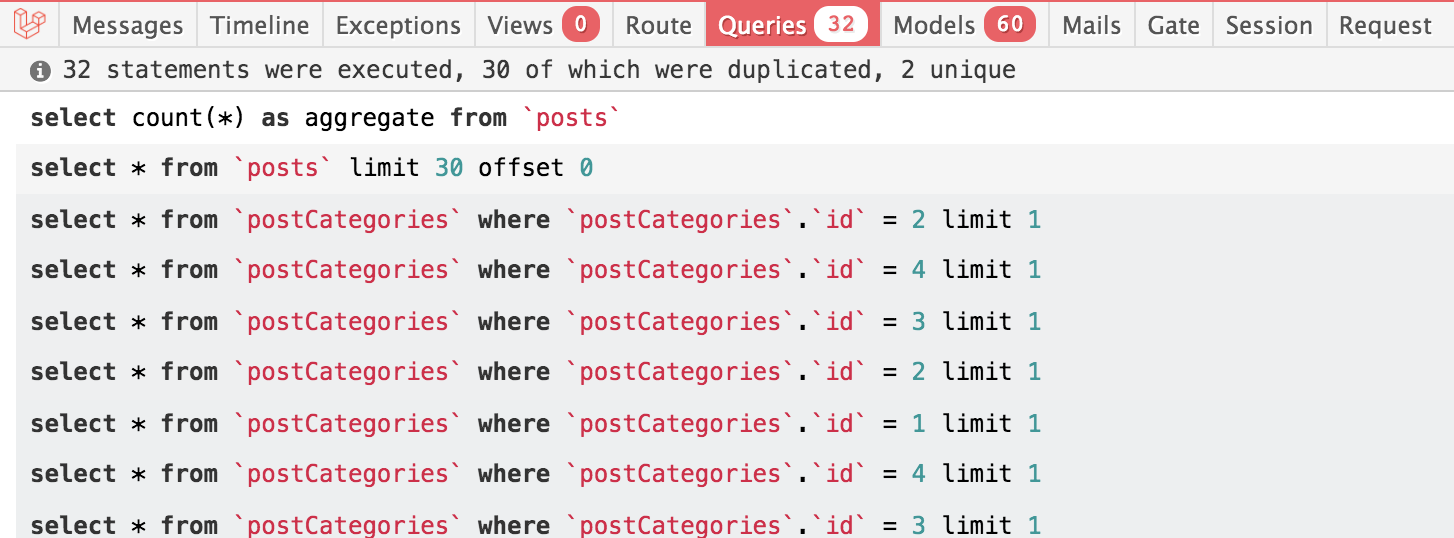 Messages Timeline Exceptions Views 0 Route Queries 32 Models 60 Mails Gate Session Request
32 statements were executed, 30 of which were duplicated, 2 unique
select count(*) as aggregate from `posts`
select * from `posts` limit 30 offset 0
select * from `postCategories` where `postCategories`.`id` = 2 limit 1
select * from `postCategories` where `postCategories`.`id` = 4 limit 1
select * from `postCategories` where `postCategories`.`id` = 3 limit 1
select * from `postCategories` where `postCategories`.`id` = 2 limit 1
select * from `postCategories` where `postCategories`.`id` = 1 limit 1
select * from `postCategories` where `postCategories`.`id` = 4 limit 1
select * from `postCategories` where `postCategories`.`id` = 3 limit 1